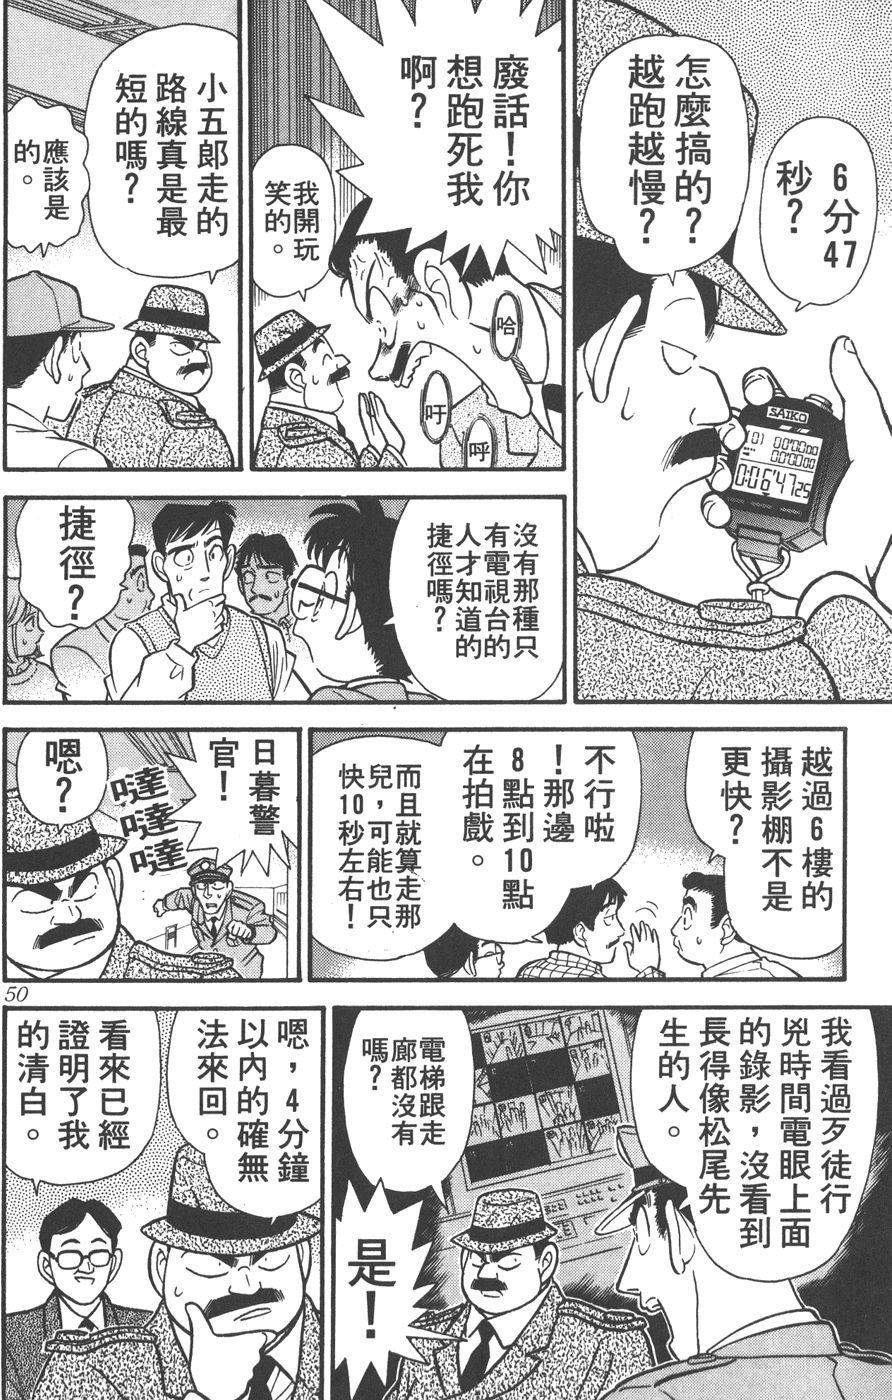 6分47
秒？
怎麼搞的？
越跑越慢？
SAIKO
0:06'47 25
廢話！你
想跑死我
啊？
哈
吁
呼
我開玩
笑的。
小五郎走的
路線真是最
短的嗎？
應該是
的。
沒有那種只
有電視台的
人才知道的
捷徑嗎？
捷徑？
越過6樓的
攝影棚不是
更快？
不行啦
！那邊
8點到10點
在拍戲。
而且就算走那
兒，可能也只
快10秒左右！
日暮警
官！
噠噠噠
嗯？
50
我看過歹徒行
兇時間電眼上面
的錄影，沒看到
長得像松尾先
生的人。
電梯跟走
廊都沒有
嗎？
是！
嗯，4分鐘
以內的確無
法來回。
看來已經
證明了我
的清白。